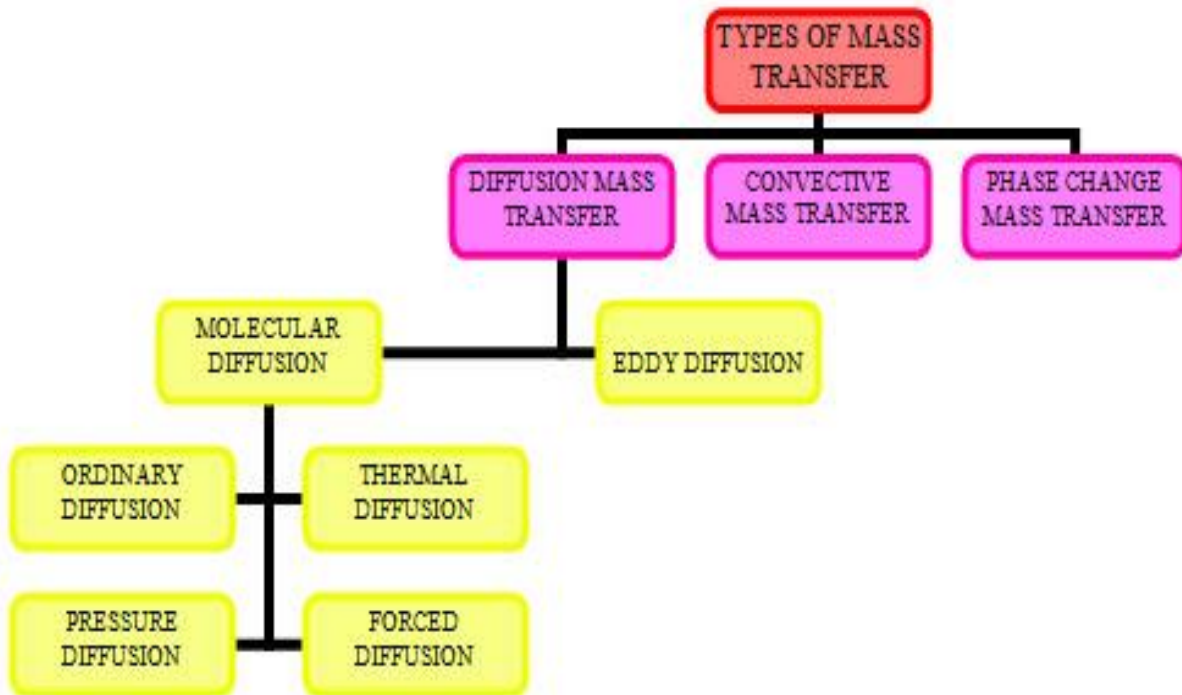 TYPES OF MASS
TRANSFER
DIFFUSION MASS
TRANSFER
CONVECTIVE
MASS TRANSFER
PHASE CHANGE
MASS TRANSFER
MOLECULAR
DIFFUSION
EDDY DIFFUSION
ORDINARY
DIFFUSION
THERMAL
DIFFUSION
PRESSURE
DIFFUSION
FORCED
DIFFUSION